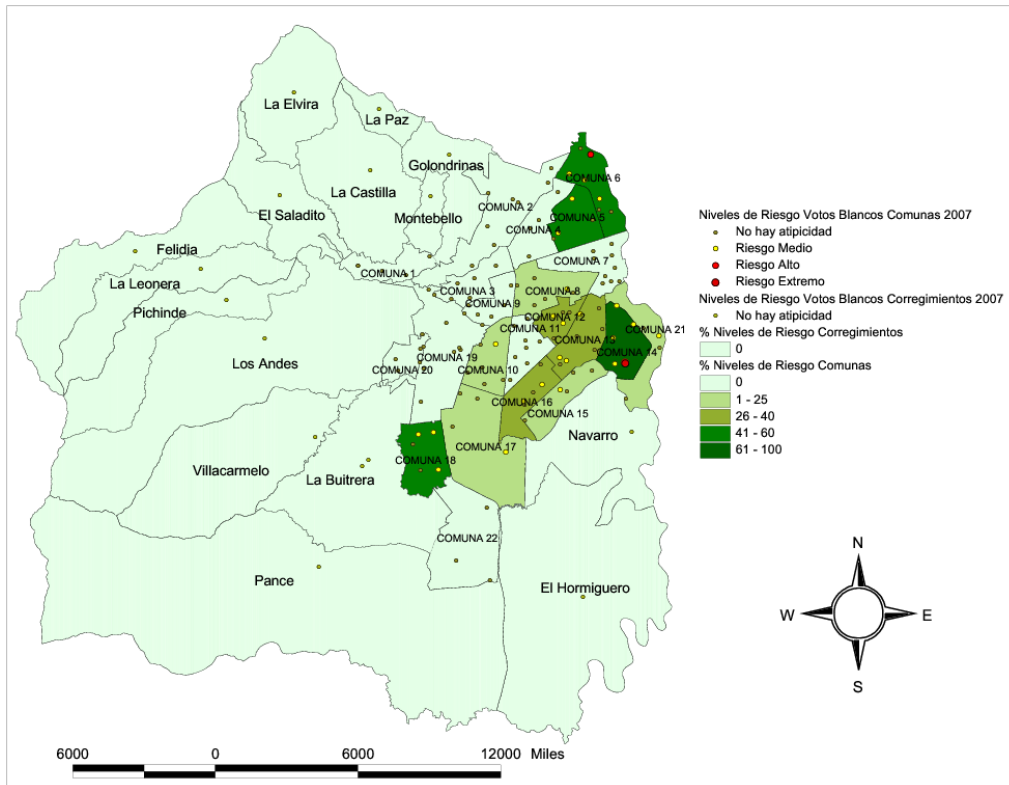 La Elvira
La Paz
Golondrinas
La Castilla
COMUNA 6
El Saladito
Montebello
COMUNA 2
COMUNA 5
COMUNA 4
Felidia
COMUNA 7
La Leonera
COMUNA 1
Pichinde
COMUNA 3
COMUNA 8
COMUNA 9
COMUNA 12
COMUNA 11
COMUNA 21
COMUNA 13
COMUNA 14
Los Andes
COMUNA 19
COMUNA 20
COMUNA 10
COMUNA 16
COMUNA 15
Navarro
COMUNA 17
COMUNA 18
Villacarmelo
La Buitrera
COMUNA 22
Pance
El Hormiguero
Niveles de Riesgo Votos Blancos Comunas 2007
No hay atipicidad
Riesgo Medio
Riesgo Alto
Riesgo Extremo
Niveles de Riesgo Votos Blancos Corregimientos 2007
No hay atipicidad
% Niveles de Riesgo Corregimientos
0
% Niveles de Riesgo Comunas
0
1 - 25
26 - 40
41 - 60
61 - 100
N
W
E
S
6000 0 6000 12000 Miles